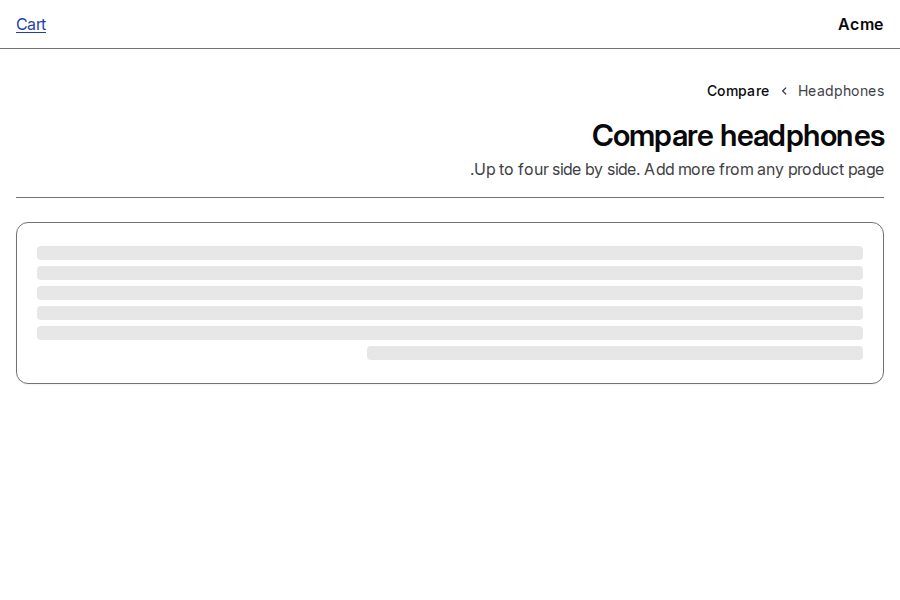 Acme
Cart
Headphones
Compare
Compare headphones
Up to four side by side. Add more from any product page.